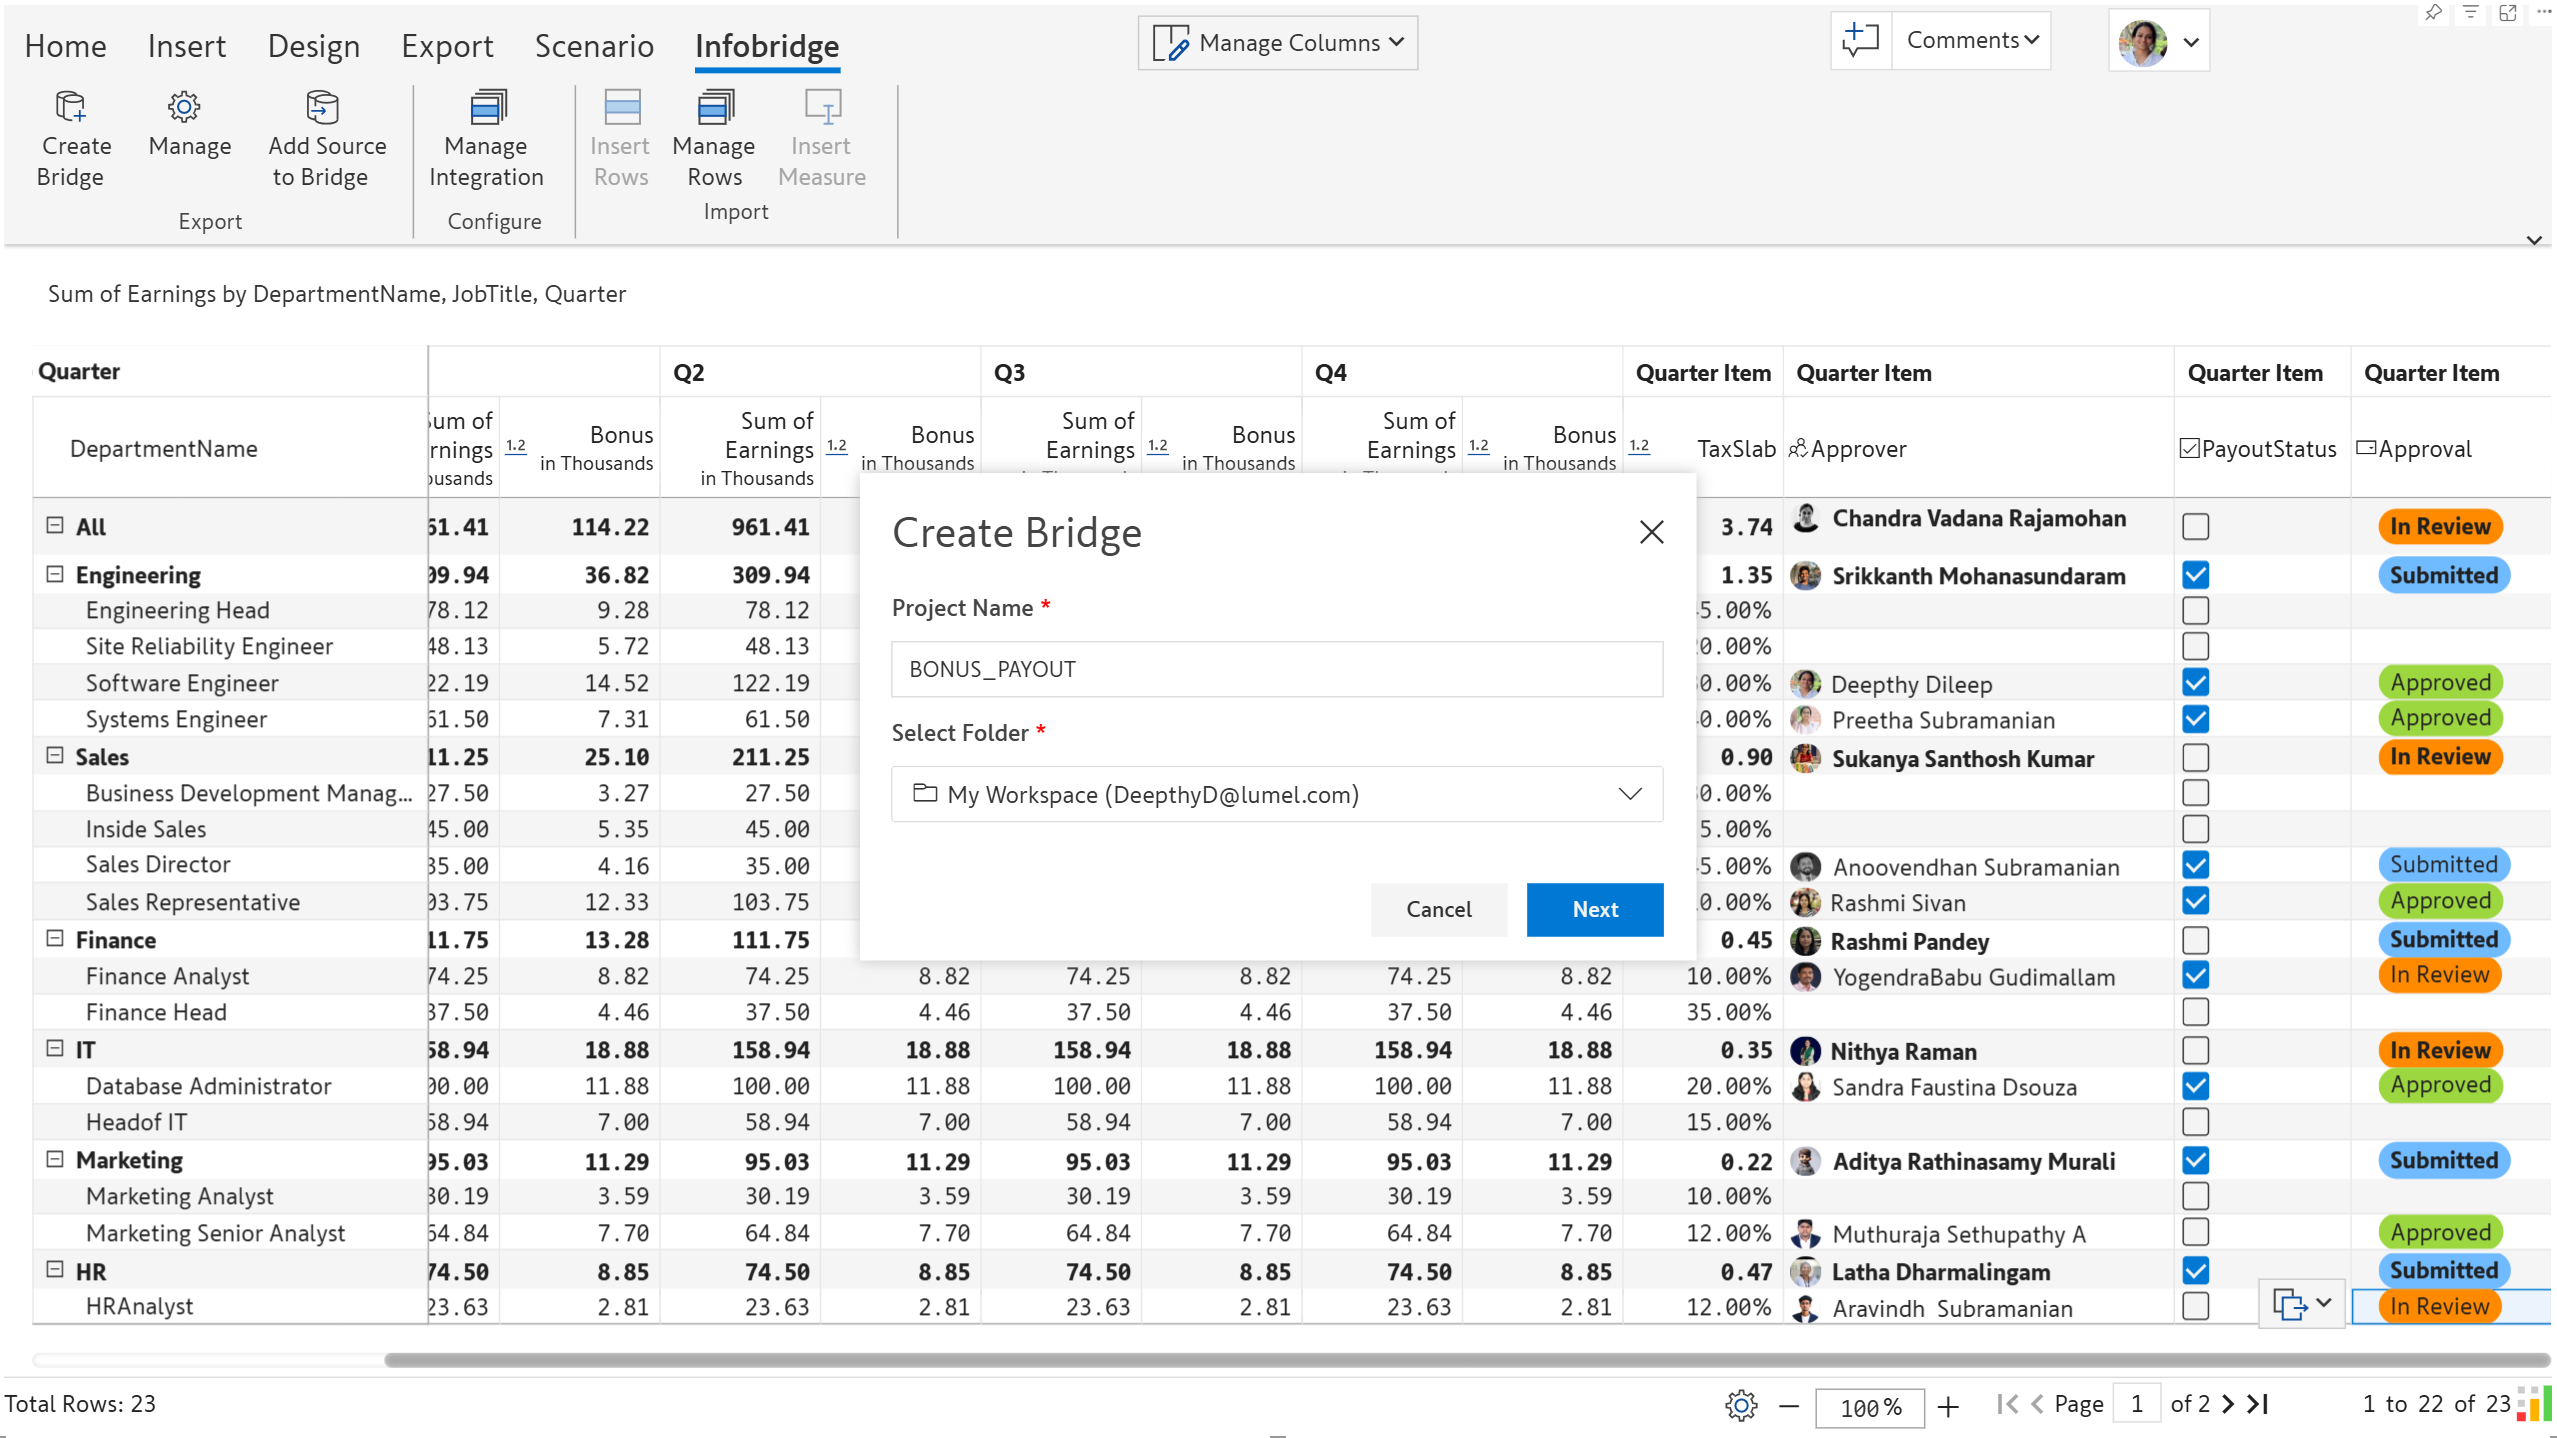 Home Insert Design Export Scenario Infobridge Manage Columns Comments
Create Bridge Manage Add Source to Bridge Manage Integration Insert Rows Manage Rows Insert Measure
Export Configure Import
Sum of Earnings by DepartmentName, JobTitle, Quarter
Quarter Q2 Q3 Q4 Quarter Item Quarter Item Quarter Item Quarter Item
DepartmentName Sum of Earnings in Thousands 1.2 Bonus in Thousands Sum of Earnings in Thousands 1.2 Bonus in Thousands Sum of Earnings 1.2 Bonus in Thousands Sum of Earnings 1.2 Bonus in Thousands 1.2 TaxSlab Approver PayoutStatus Approval
All 61.41 114.22 961.41 3.74 Chandra Vadana Rajamohan In Review
Engineering 09.94 36.82 309.94 1.35 Srikkanth Mohanasundaram Submitted
Engineering Head 78.12 9.28 78.12 5.00%
Site Reliability Engineer 48.13 5.72 48.13 0.00%
Software Engineer 22.19 14.52 122.19 0.00% Deepthy Dileep Approved
Systems Engineer 61.50 7.31 61.50 0.00% Preetha Subramanian Approved
Sales 11.25 25.10 211.25 0.90 Sukanya Santhosh Kumar In Review
Business Development Manag... 27.50 3.27 27.50 0.00%
Inside Sales 45.00 5.35 45.00 5.00%
Sales Director 35.00 4.16 35.00 5.00% Anoovendhan Subramanian Submitted
Sales Representative 03.75 12.33 103.75 0.00% Rashmi Sivan Approved
Finance 11.75 13.28 111.75 0.45 Rashmi Pandey Submitted
Finance Analyst 74.25 8.82 74.25 8.82 74.25 8.82 74.25 8.82 10.00% YogendraBabu Gudimallam In Review
Finance Head 37.50 4.46 37.50 4.46 37.50 4.46 37.50 4.46 35.00%
IT 58.94 18.88 158.94 18.88 158.94 18.88 158.94 18.88 0.35 Nithya Raman In Review
Database Administrator 00.00 11.88 100.00 11.88 100.00 11.88 100.00 11.88 20.00% Sandra Faustina Dsouza Approved
Headof IT 58.94 7.00 58.94 7.00 58.94 7.00 58.94 7.00 15.00%
Marketing 95.03 11.29 95.03 11.29 95.03 11.29 95.03 11.29 0.22 Aditya Rathinasamy Murali Submitted
Marketing Analyst 30.19 3.59 30.19 3.59 30.19 3.59 30.19 3.59 10.00%
Marketing Senior Analyst 64.84 7.70 64.84 7.70 64.84 7.70 64.84 7.70 12.00% Muthuraja Sethupathy A Approved
HR 74.50 8.85 74.50 8.85 74.50 8.85 74.50 8.85 0.47 Latha Dharmalingam Submitted
HRAnalyst 23.63 2.81 23.63 2.81 23.63 2.81 23.63 2.81 12.00% Aravindh Subramanian In Review
Create Bridge
Project Name *
BONUS_PAYOUT
Select Folder *
My Workspace (DeepthyD@lumel.com)
Cancel Next
Total Rows: 23 100% Page 1 of 2 1 to 22 of 23